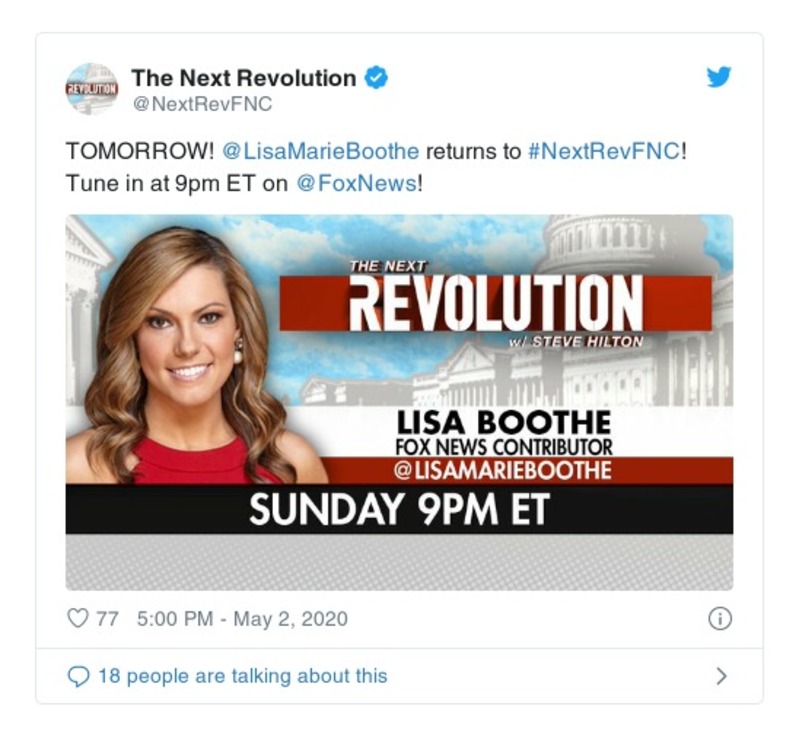 The Next Revolution
@NextRevFNC
TOMORROW! @LisaMarieBoothe returns to #NextRevFNC!
Tune in at 9pm ET on @FoxNews!
REVOLUTION
THE NEXT
REVOLUTION
w/ STEVE HILTON
LISA BOOTHE
FOX NEWS CONTRIBUTOR
@LISAMARIEBOOTHE
SUNDAY 9PM ET
77 5:00 PM - May 2, 2020
18 people are talking about this